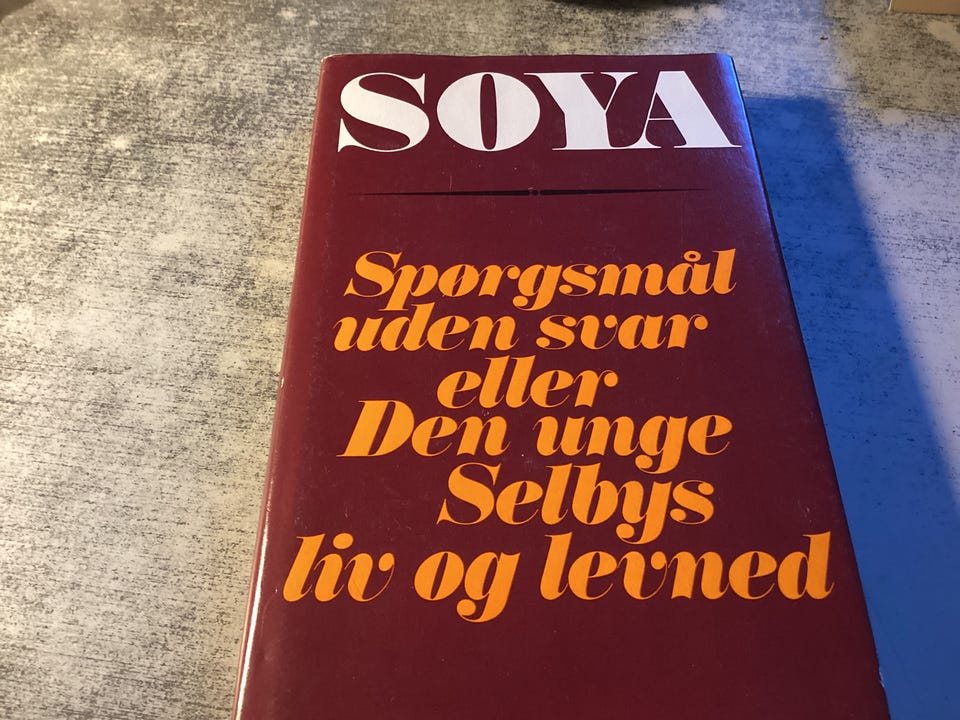 SOYA
Spørgsmål
uden svar
eller
Den unge
Selbys
liv og levned